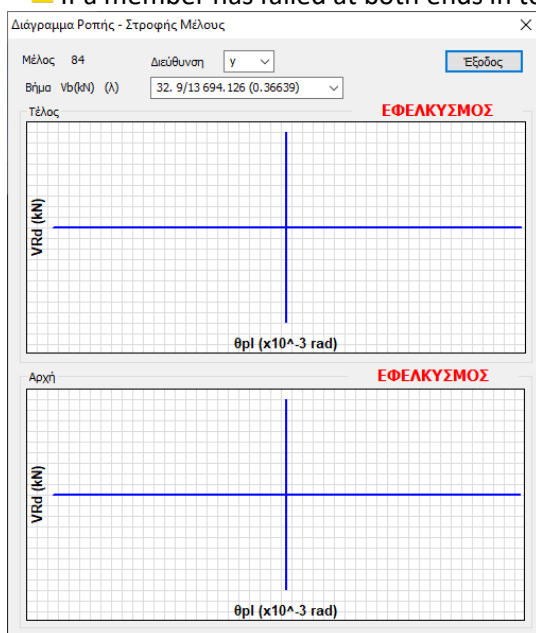 If a member has failed at both ends in te
Διάγραμμα Ροπής - Στροφής Μέλους
Μέλος 84 Διεύθυνση y Έξοδος
Βήμα Vb(kN) (λ) 32. 9/13 694.126 (0.36639)
Τέλος ΕΦΕΛΚΥΣΜΟΣ
VRd (kN)
θpl (x10^-3 rad)
Αρχή ΕΦΕΛΚΥΣΜΟΣ
VRd (kN)
θpl (x10^-3 rad)